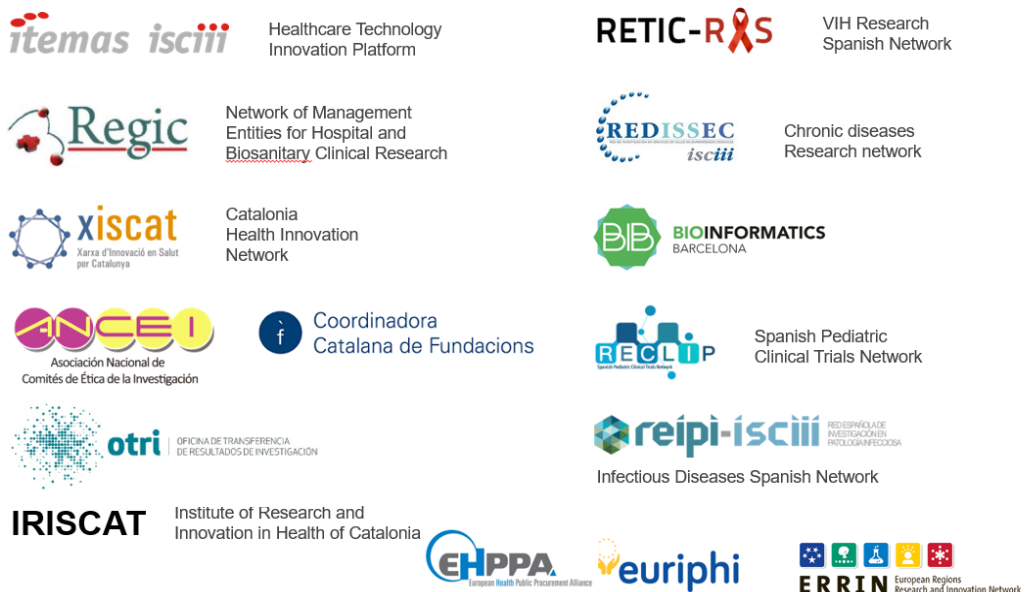 itemas isciii
Healthcare Technology
Innovation Platform
RETIC-RIS
VIH Research
Spanish Network
Regic
Network of Management
Entities for Hospital and
Biosanitary Clinical Research
REDISSEC
isciii
Chronic diseases
Research network
xiscat
Xarxa d'Innovació en Salut
per Catalunya
Catalonia
Health Innovation
Network
BIB
BIOINFORMATICS
BARCELONA
ANCEI
Asociación Nacional de
Comités de Ética de la Investigación
f
Coordinadora
Catalana de Fundacions
RECLIP
Spanish Pediatric Clinical Trials Network
Spanish Pediatric
Clinical Trials Network
otri
OFICINA DE TRANSFERENCIA
DE RESULTADOS DE INVESTIGACIÓN
reipi-isciii
RED ESPAÑOLA DE
INVESTIGACIÓN EN
PATOLOGÍA INFECCIOSA
Infectious Diseases Spanish Network
IRISCAT
Institute of Research and
Innovation in Health of Catalonia
EHPPA
European Health Public Procurement Alliance
euriphi
ERRIN
European Regions
Research and Innovation Network